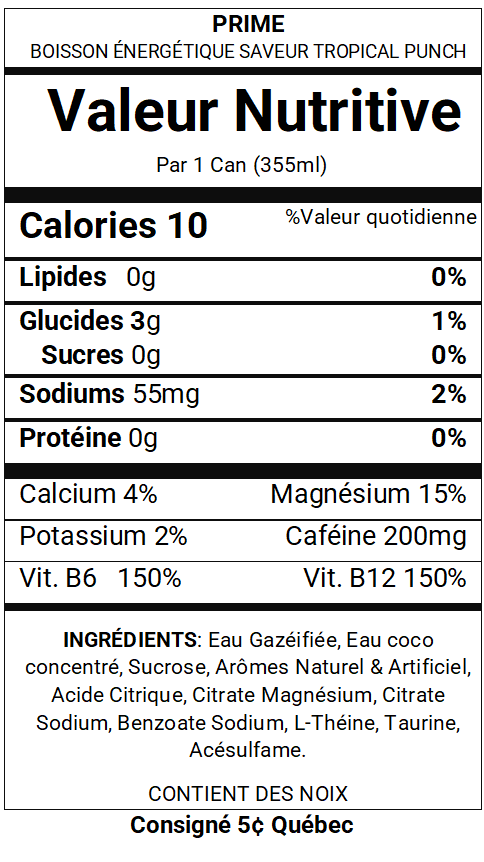 PRIME
BOISSON ÉNERGÉTIQUE SAVEUR TROPICAL PUNCH
Valeur Nutritive
Par 1 Can (355ml)
Calories 10 %Valeur quotidienne
Lipides 0g 0%
Glucides 3g 1%
Sucres 0g 0%
Sodiums 55mg 2%
Protéine 0g 0%
Calcium 4% Magnésium 15%
Potassium 2% Caféine 200mg
Vit. B6 150% Vit. B12 150%
INGRÉDIENTS: Eau Gazéifiée, Eau coco
concentré, Sucrose, Arômes Naturel & Artificiel,
Acide Citrique, Citrate Magnésium, Citrate
Sodium, Benzoate Sodium, L-Théine, Taurine,
Acésulfame.
CONTIENT DES NOIX
Consigné 5¢ Québec